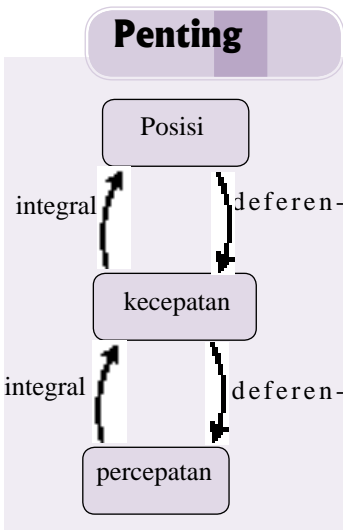 Penting
Posisi
integral
deferen-
kecepatan
integral
deferen-
percepatan